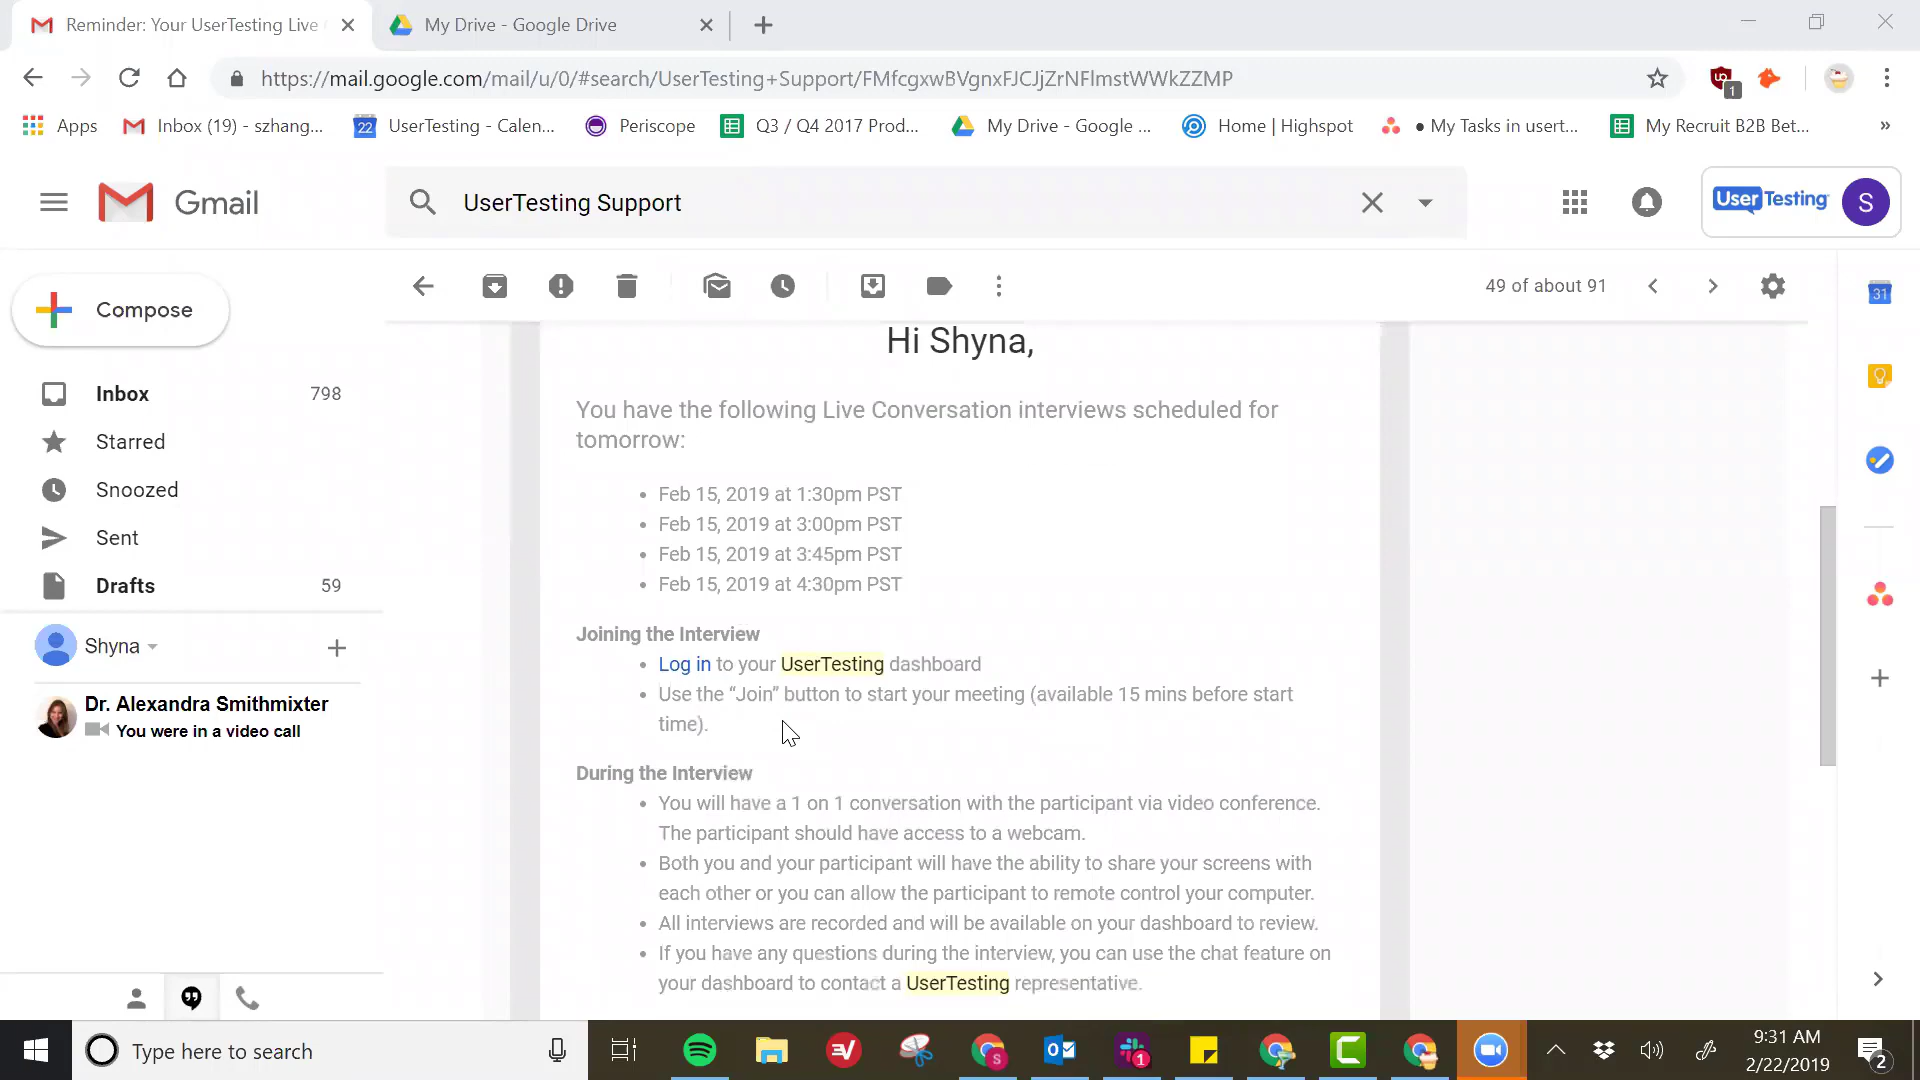 Reminder: Your UserTesting Live
My Drive - Google Drive
https://mail.google.com/mail/u/0/#search/UserTesting+Support/FMfcgxwBVgnxFJCJjZrNFlmstWWkZZMP
1
Apps
Inbox (19) - szhang...
22
UserTesting - Calen...
Periscope
Q3 / Q4 2017 Prod...
My Drive - Google ...
Home | Highspot
• My Tasks in usert...
My Recruit B2B Bet...
»
Gmail
UserTesting Support
UserTesting
S
Compose
49 of about 91
31
Inbox 798
Starred
Snoozed
Sent
Drafts 59
Shyna
Dr. Alexandra Smithmixter
You were in a video call
Hi Shyna,
You have the following Live Conversation interviews scheduled for
tomorrow:
• Feb 15, 2019 at 1:30pm PST
• Feb 15, 2019 at 3:00pm PST
• Feb 15, 2019 at 3:45pm PST
• Feb 15, 2019 at 4:30pm PST
Joining the Interview
• Log in to your UserTesting dashboard
• Use the “Join” button to start your meeting (available 15 mins before start
time).
During the Interview
• You will have a 1 on 1 conversation with the participant via video conference.
The participant should have access to a webcam.
• Both you and your participant will have the ability to share your screens with
each other or you can allow the participant to remote control your computer.
• All interviews are recorded and will be available on your dashboard to review.
• If you have any questions during the interview, you can use the chat feature on
your dashboard to contact a UserTesting representative.
Type here to search
1
9:31 AM
2/22/2019
2